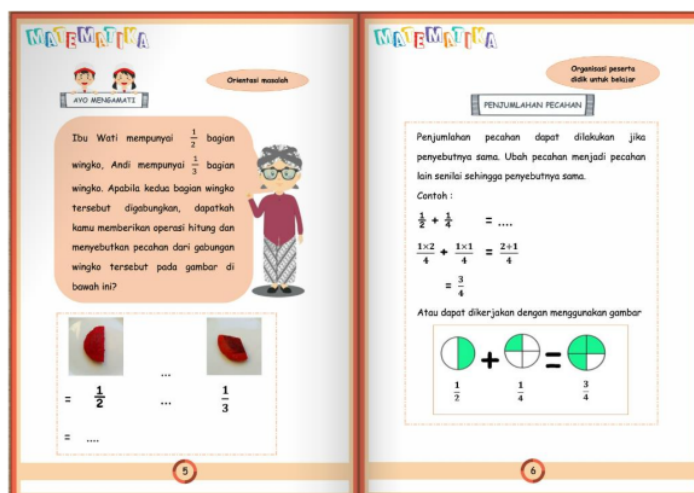 MATEMATIKA
Orientasi masalah
AYO MENGAMATI
Ibu Wati mempunyai 1/2 bagian
wingko, Andi mempunyai 1/3 bagian
wingko. Apabila kedua bagian wingko
tersebut digabungkan, dapatkah
kamu memberikan operasi hitung dan
menyebutkan pecahan dari gabungan
wingko tersebut pada gambar di
bawah ini?
...
= 1/2 ... 1/3
= ....
5
MATEMATIKA
Organisasi peserta
didik untuk belajar
PENJUMLAHAN PECAHAN
Penjumlahan pecahan dapat dilakukan jika
penyebutnya sama. Ubah pecahan menjadi pecahan
lain senilai sehingga penyebutnya sama.
Contoh :
1/2 + 1/4 = ....
1×2/4 + 1×1/4 = 2+1/4
= 3/4
Atau dapat dikerjakan dengan menggunakan gambar
+ =
1/2 1/4 3/4
6